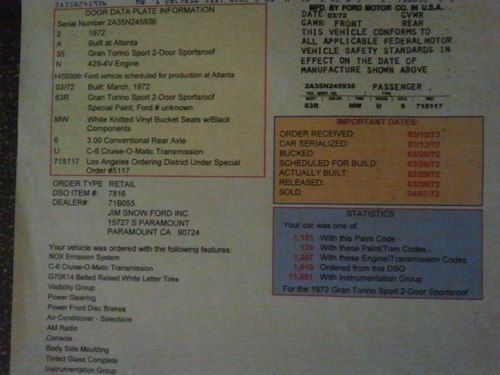 DOOR DATA PLATE INFORMATION
Serial Number 2A35N245936
2 1972
A Built at Atlanta
35 Gran Torino Sport 2-Door Sportsroof
N 429-4V Engine
145936th Ford vehicle scheduled for production at Atlanta
03/72 Built: March, 1972
63R Gran Torino Sport 2-Door Sportsroof
Special Paint, Ford # unknown
MW White Knitted Vinyl Bucket Seats w/Black
Components
6 3.00 Conventional Rear Axle
U C-6 Cruise-O-Matic Transmission
715117 Los Angeles Ordering District Under Special
Order #5117
ORDER TYPE RETAIL
DSO ITEM #: 7816
DEALER#: 71B055
JIM SNOW FORD INC
15727 S PARAMOUNT
PARAMOUNT CA 90724
Your vehicle was ordered with the following features
NOX Emission System
C-6 Cruise-O-Matic Transmission
G70X14 Belted Raised White Letter Tires
Visibility Group
Power Steering
Power Front Disc Brakes
Air Conditioner - Selectaire
AM Radio
Console
Body Side Moulding
Tinted Glass Complete
Instrumentation Group
MFD. BY FORD MOTOR CO. IN U.S.A.
DATE 03/72 GVWR
GAWR: FRONT REAR
THIS VEHICLE CONFORMS TO
ALL APPLICABLE FEDERAL MOTOR
VEHICLE SAFETY STANDARDS IN
EFFECT ON THE DATE OF
MANUFACTURE SHOWN ABOVE
2A35N245936 PASSENGER
63R MW U 6 715117
IMPORTANT DATES:
ORDER RECEIVED: 03/10/72
CAR SERIALIZED: 03/13/72
BUCKED: 03/25/72
SCHEDULED FOR BUILD: 03/28/72
ACTUALLY BUILT: 03/29/72
RELEASED: 03/30/72
SOLD: 04/07/72
STATISTICS
Your car was one of:
1,181 With this Paint Code
128 With these Paint/Trim Codes
1,207 With these Engine/Transmission Codes
1,910 Ordered from this DSO
11,581 With Instrumentation Group
For the 1972 Gran Torino Sport 2-Door Sportsroof